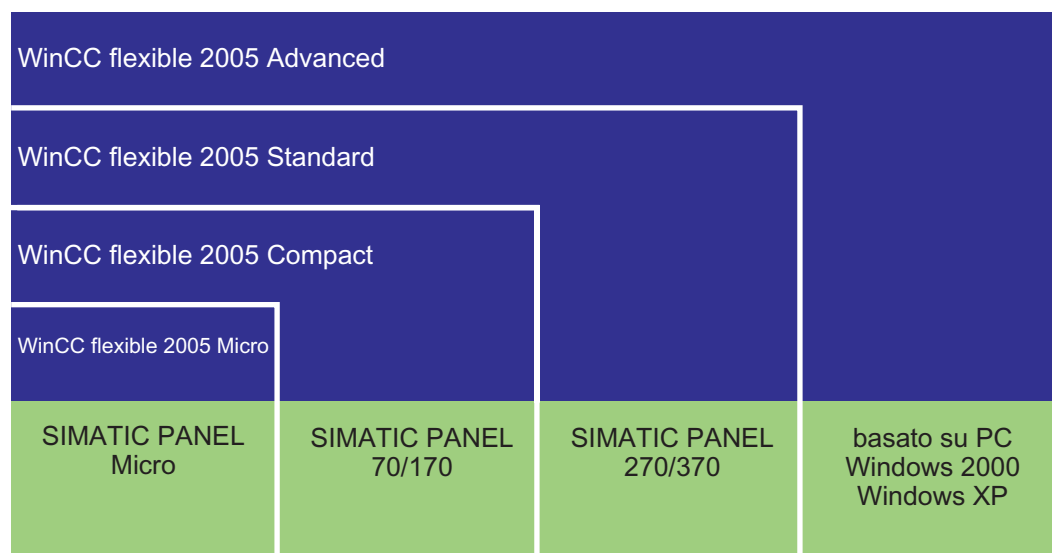 WinCC flexible 2005 Advanced
WinCC flexible 2005 Standard
WinCC flexible 2005 Compact
WinCC flexible 2005 Micro
SIMATIC PANEL
Micro
SIMATIC PANEL
70/170
SIMATIC PANEL
270/370
basato su PC
Windows 2000
Windows XP